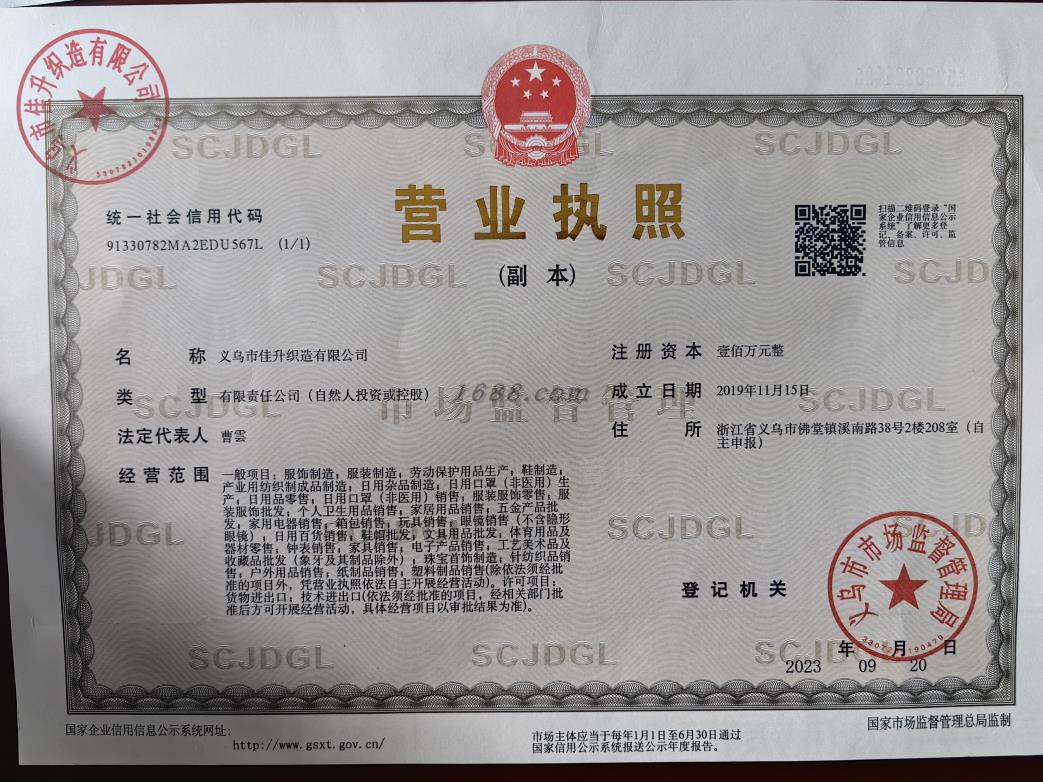 义乌市佳升织造有限公司
SCJDGL
SCJDGL
营业执照
(副 本)
统一社会信用代码
91330782MA2EDU567L (1/1)
扫描二维码登录“国
家企业信用信息公示
系统”了解更多登
记、备案、许可、监
管信息
SCJDGL
SCJDGL
名 称 义乌市佳升织造有限公司
类 型 有限责任公司（自然人投资或控股）
法定代表人 曹雲
经营范围 一般项目：服饰制造；服装制造；劳动保护用品生产；鞋制造；
产业用纺织制成品制造；日用杂品制造；日用口罩（非医用）生
产；日用品零售；日用口罩（非医用）销售；服装服饰零售；服
装服饰批发；个人卫生用品销售；家居用品销售；五金产品批
发；家用电器销售；箱包销售；玩具销售；眼镜销售（不含隐形
眼镜）；日用百货销售；鞋帽批发；文具用品批发；体育用品及
器材零售；钟表销售；家具销售；电子产品销售；工艺美术品及
收藏品批发（象牙及其制品除外）；珠宝首饰制造；针纺织品销
售；户外用品销售；纸制品销售；塑料制品销售(除依法须经批
准的项目外，凭营业执照依法自主开展经营活动)。许可项目：
货物进出口；技术进出口(依法须经批准的项目，经相关部门批
准后方可开展经营活动，具体经营项目以审批结果为准)。
注册资本 壹佰万元整
成立日期 2019年11月15日
住 所 浙江省义乌市佛堂镇溪南路38号2楼208室（自
主申报）
1688.com
市场监督管理
SCJDGL
SCJDGL
SCJDGL
登记机关
义乌市市场监督管理局
年 月 日
2023 09 20
SCJDGL
SCJDGL
国家企业信用信息公示系统网址：
http://www.gsxt.gov.cn/
市场主体应当于每年1月1日至6月30日通过
国家信用公示系统报送公示年度报告。
国家市场监督管理总局监制